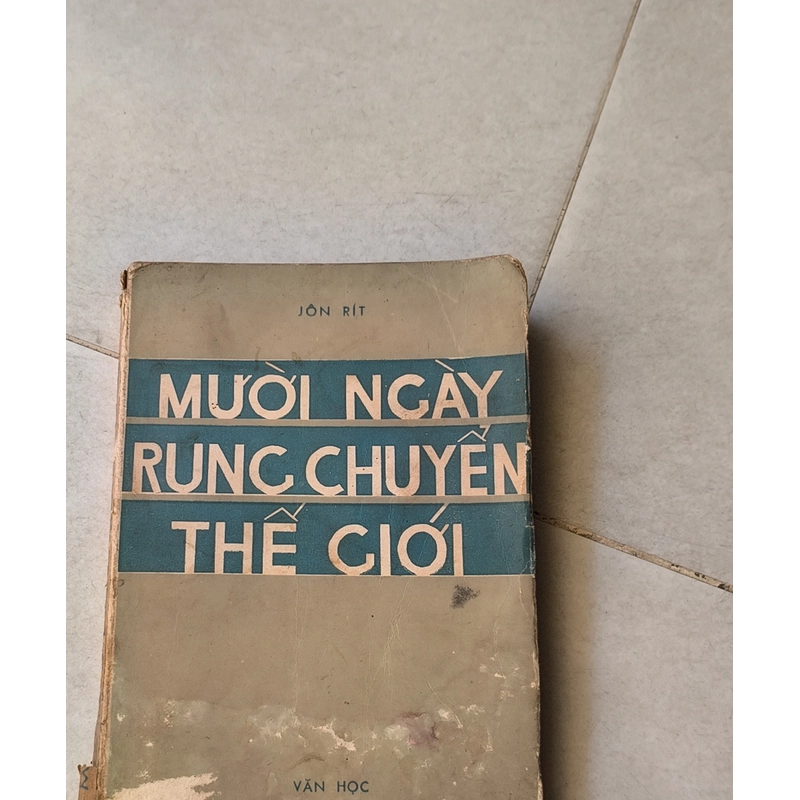 JÔN RÍT
MƯỜI NGÀY
RUNG CHUYỂN
THẾ GIỚI
VĂN HỌC